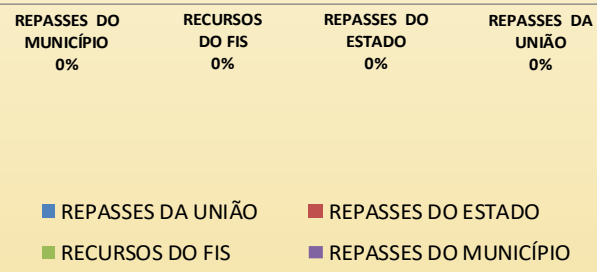 REPASSES DO MUNICÍPIO 0%
RECURSOS DO FIS 0%
REPASSES DO ESTADO 0%
REPASSES DA UNIÃO 0%
REPASSES DA UNIÃO
REPASSES DO ESTADO
RECURSOS DO FIS
REPASSES DO MUNICÍPIO